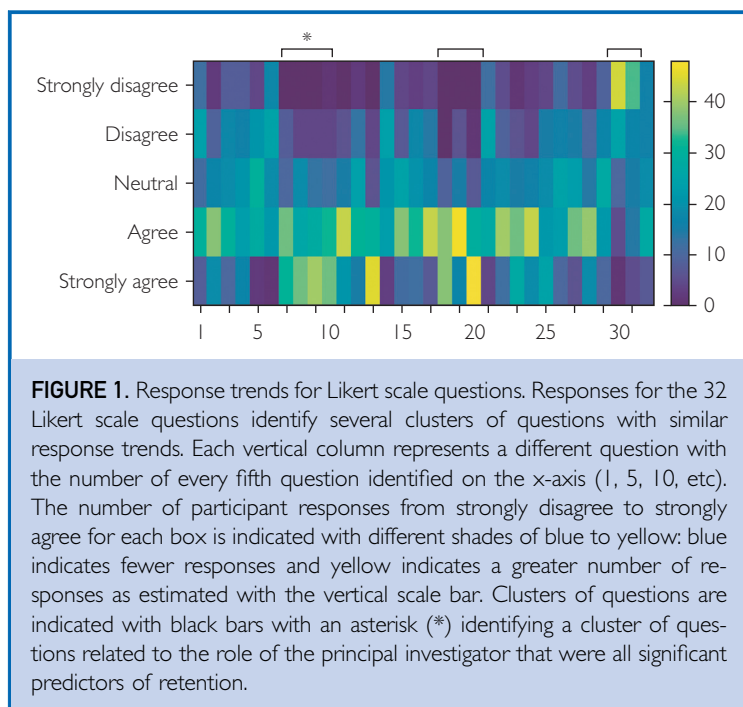 *
Strongly disagree
Disagree
Neutral
Agree
Strongly agree
40
30
20
10
0
1 5 10 15 20 25 30
FIGURE 1. Response trends for Likert scale questions. Responses for the 32
Likert scale questions identify several clusters of questions with similar
response trends. Each vertical column represents a different question with
the number of every fifth question identified on the x-axis (1, 5, 10, etc).
The number of participant responses from strongly disagree to strongly
agree for each box is indicated with different shades of blue to yellow: blue
indicates fewer responses and yellow indicates a greater number of re-
sponses as estimated with the vertical scale bar. Clusters of questions are
indicated with black bars with an asterisk (*) identifying a cluster of ques-
tions related to the role of the principal investigator that were all significant
predictors of retention.